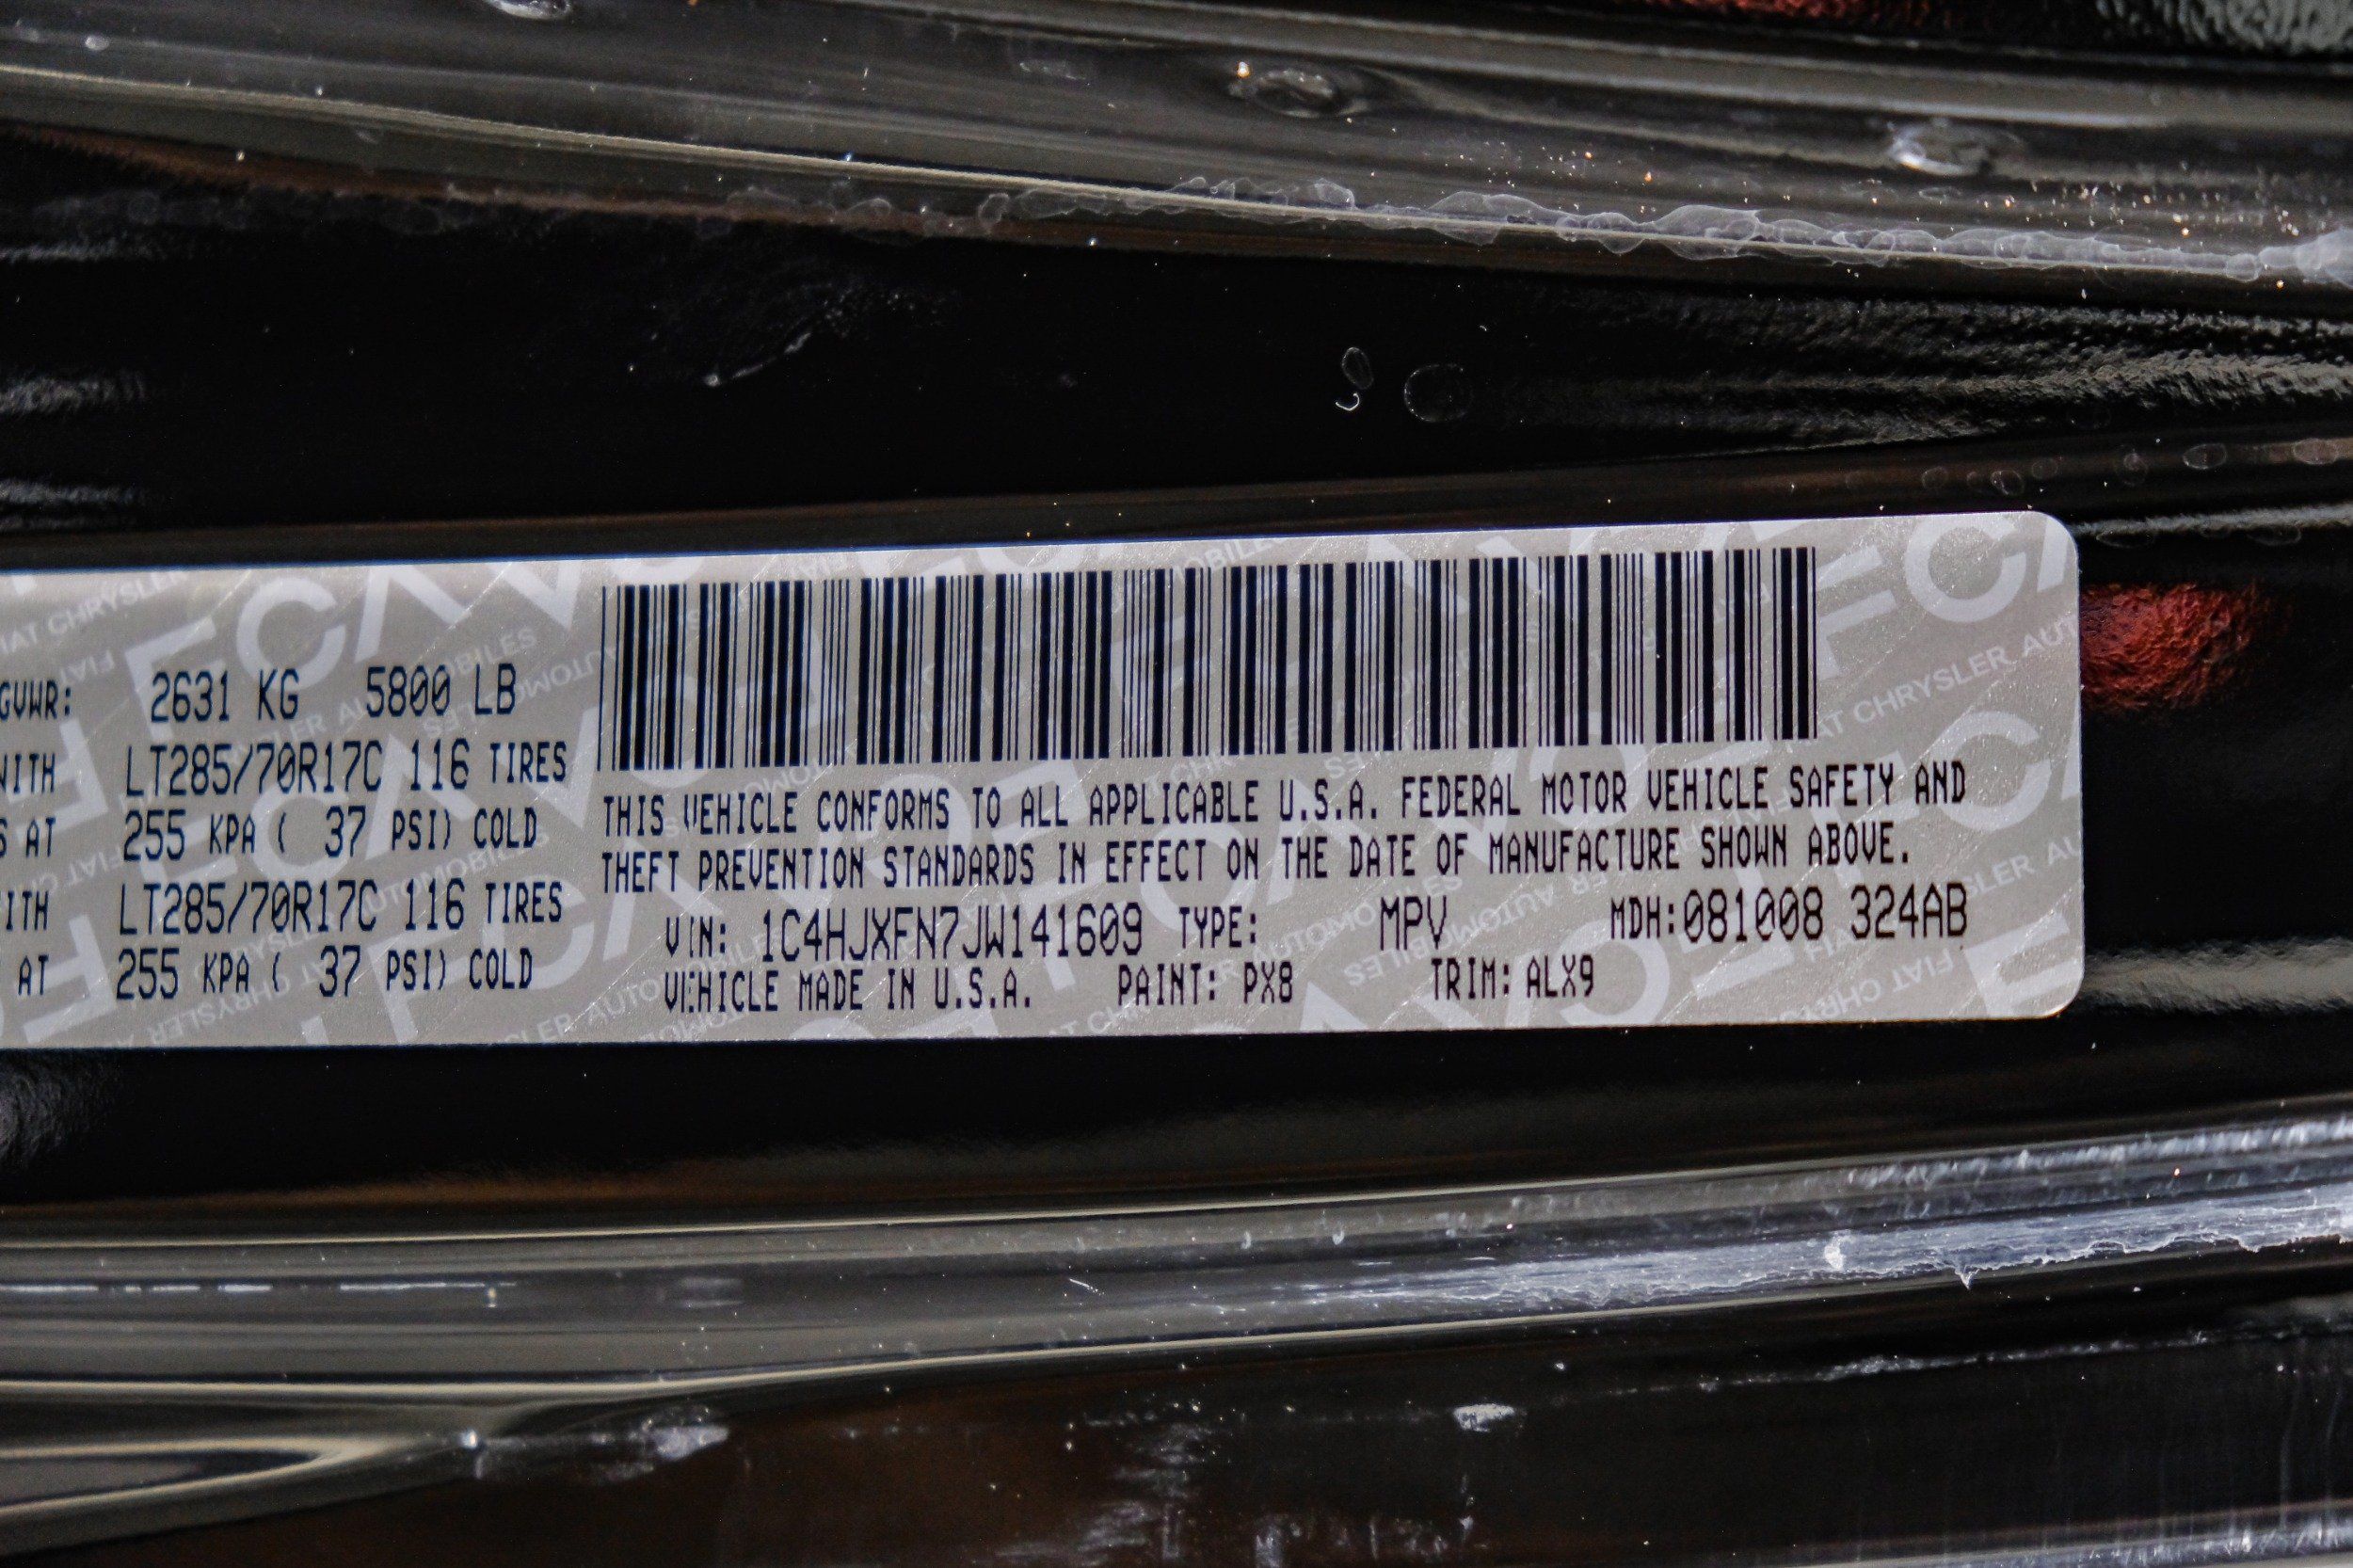 GVWR: 2631 KG 5800 LB
WITH LT285/70R17C 116 TIRES
S AT 255 KPA ( 37 PSI) COLD
ITH LT285/70R17C 116 TIRES
AT 255 KPA ( 37 PSI) COLD
THIS VEHICLE CONFORMS TO ALL APPLICABLE U.S.A. FEDERAL MOTOR VEHICLE SAFETY AND
THEFT PREVENTION STANDARDS IN EFFECT ON THE DATE OF MANUFACTURE SHOWN ABOVE.
VIN: 1C4HJXFN7JW141609 TYPE: MPV MDH:081008 324AB
VEHICLE MADE IN U.S.A. PAINT: PX8 TRIM: ALX9